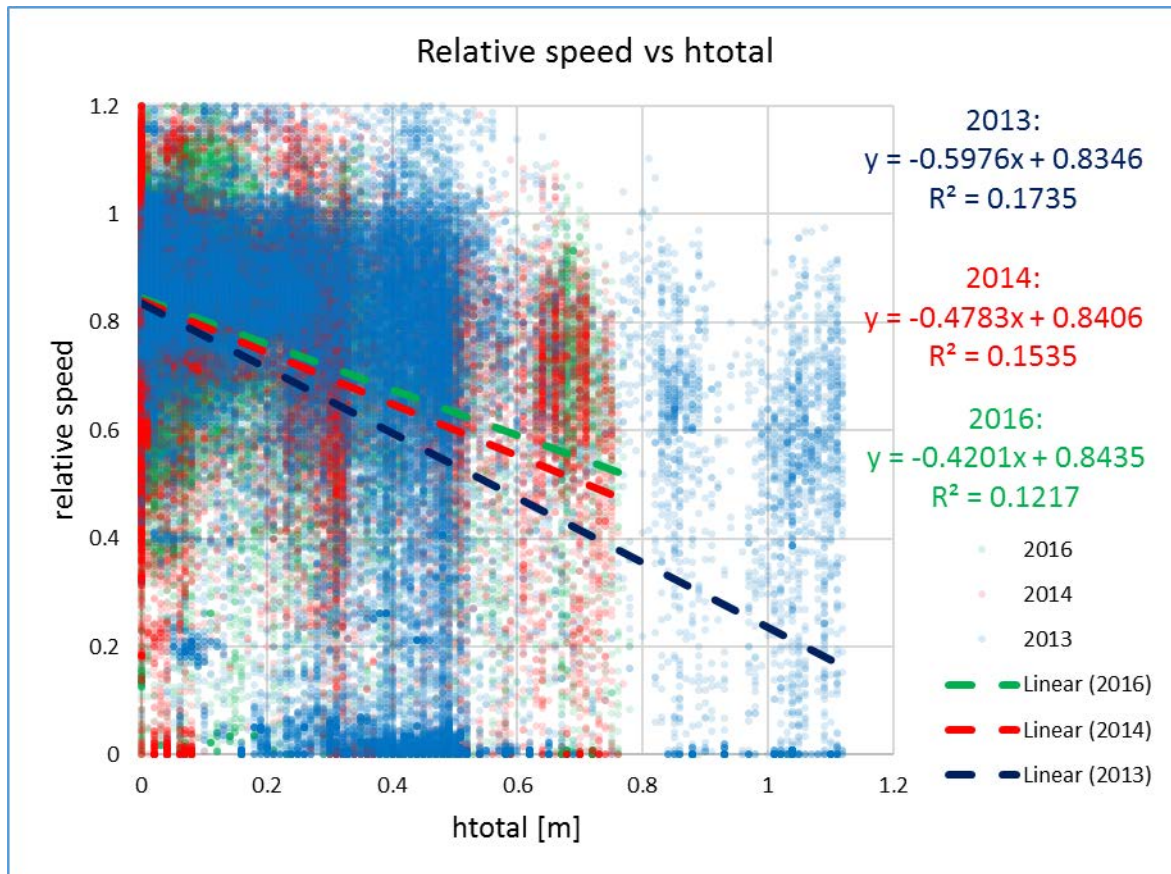 Relative speed vs htotal
1.2
1
0.8
0.6
0.4
0.2
0
relative speed
0
0.2
0.4
0.6
0.8
1
1.2
htotal [m]
2013:
y = -0.5976x + 0.8346
R² = 0.1735
2014:
y = -0.4783x + 0.8406
R² = 0.1535
2016:
y = -0.4201x + 0.8435
R² = 0.1217
2016
2014
2013
Linear (2016)
Linear (2014)
Linear (2013)